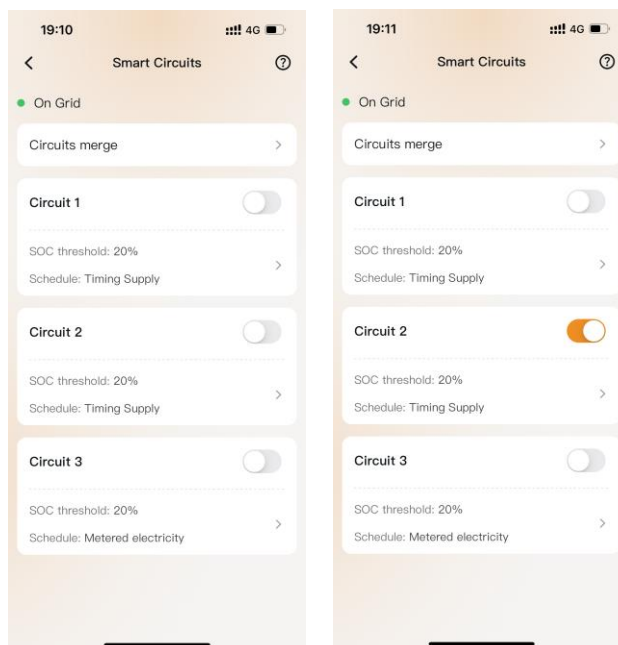 19:10
4G
Smart Circuits
On Grid
Circuits merge
Circuit 1
SOC threshold: 20%
Schedule: Timing Supply
Circuit 2
SOC threshold: 20%
Schedule: Timing Supply
Circuit 3
SOC threshold: 20%
Schedule: Metered electricity
19:11
4G
Smart Circuits
On Grid
Circuits merge
Circuit 1
SOC threshold: 20%
Schedule: Timing Supply
Circuit 2
SOC threshold: 20%
Schedule: Timing Supply
Circuit 3
SOC threshold: 20%
Schedule: Metered electricity